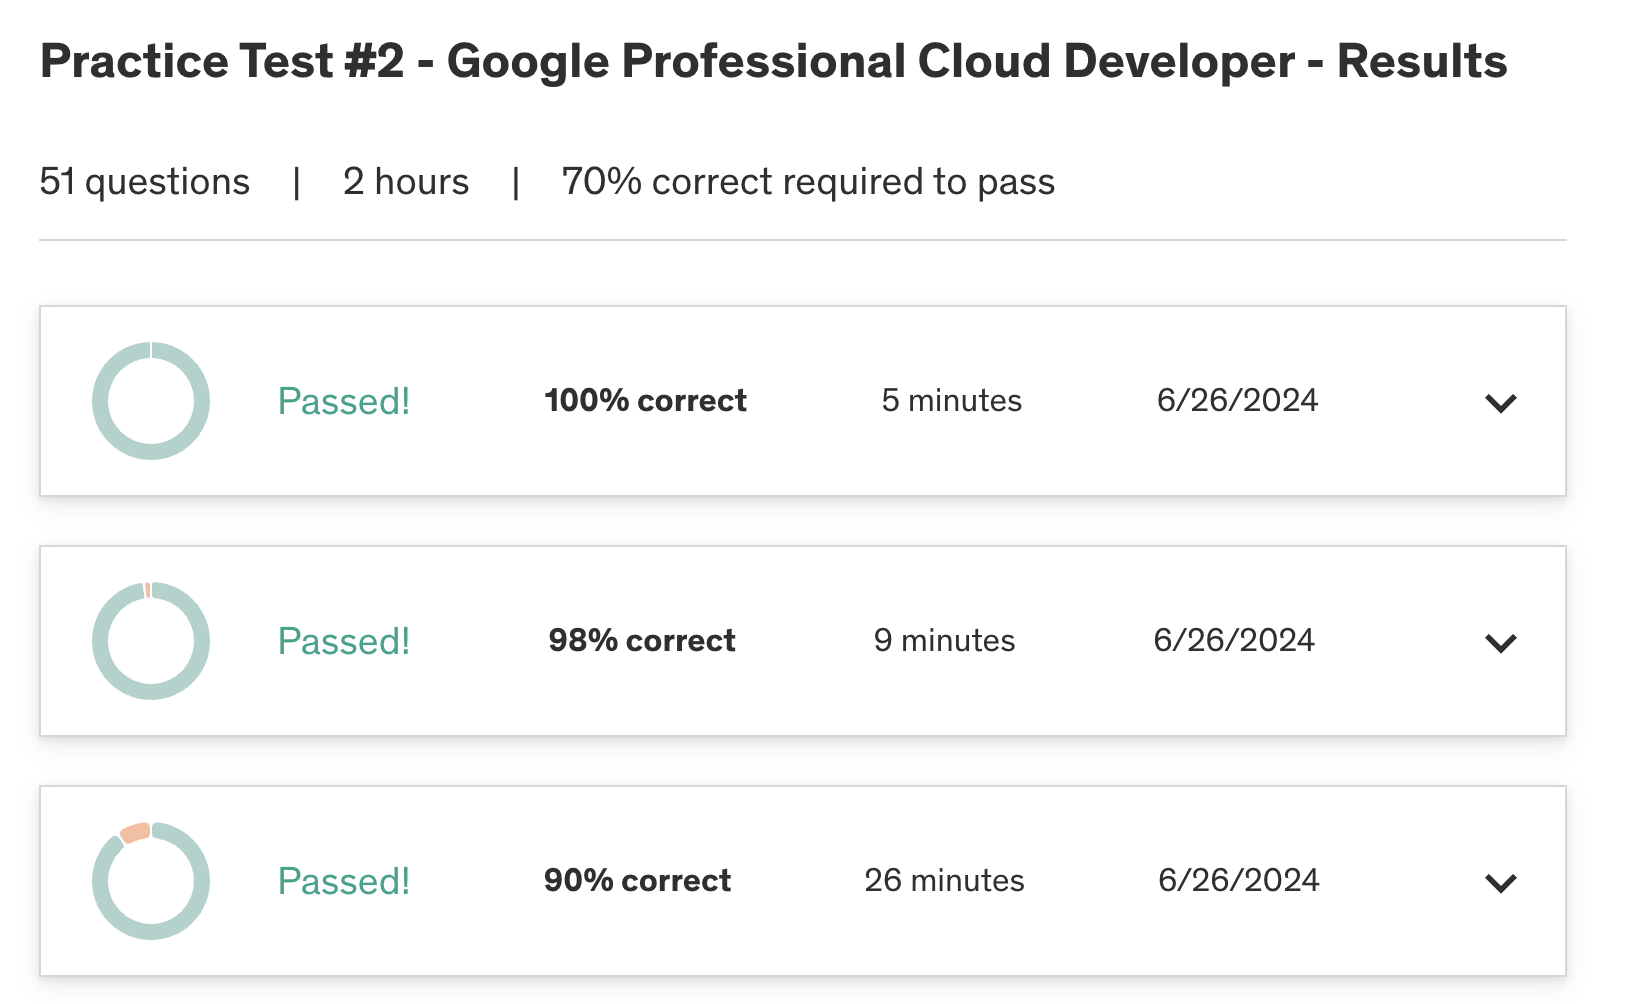 Practice Test #2 - Google Professional Cloud Developer - Results
51 questions | 2 hours | 70% correct required to pass
Passed! 100% correct 5 minutes 6/26/2024
Passed! 98% correct 9 minutes 6/26/2024
Passed! 90% correct 26 minutes 6/26/2024